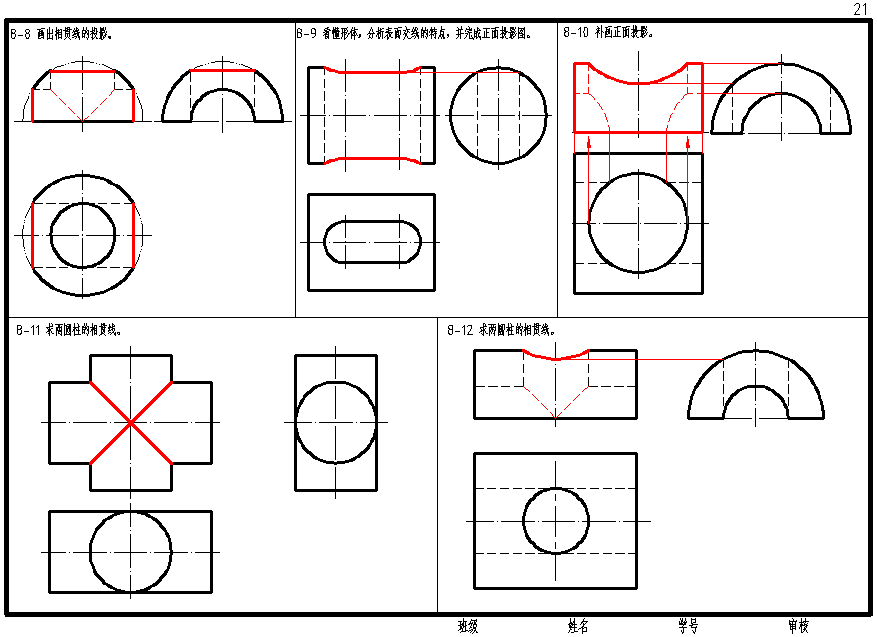 21
8-8 画出相贯线的投影。
8-9 看懂形体，分析表面交线的特点，并完成正面投影图。
8-10 补画正面投影。
8-11 求两圆柱的相贯线。
8-12 求两圆柱的相贯线。
班级 姓名 学号 审核